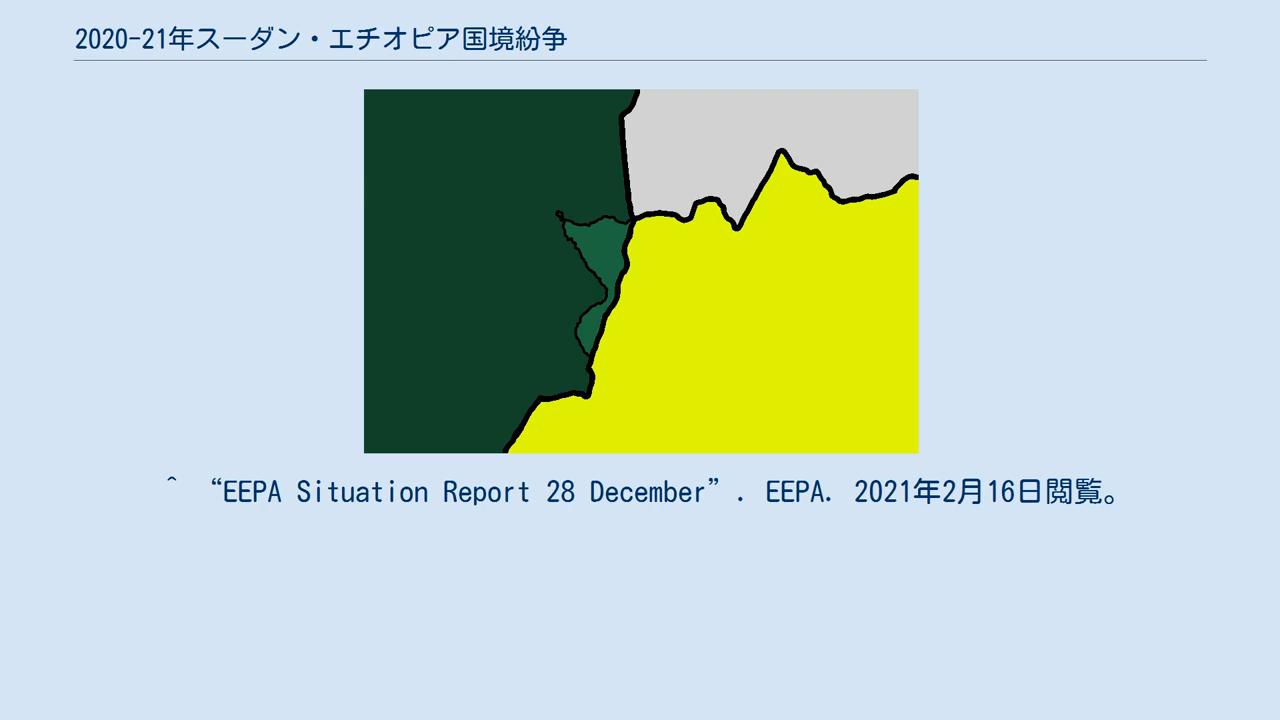 2020-21年スーダン・エチオピア国境紛争
^ “EEPA Situation Report 28 December”. EEPA. 2021年2月16日閲覧。